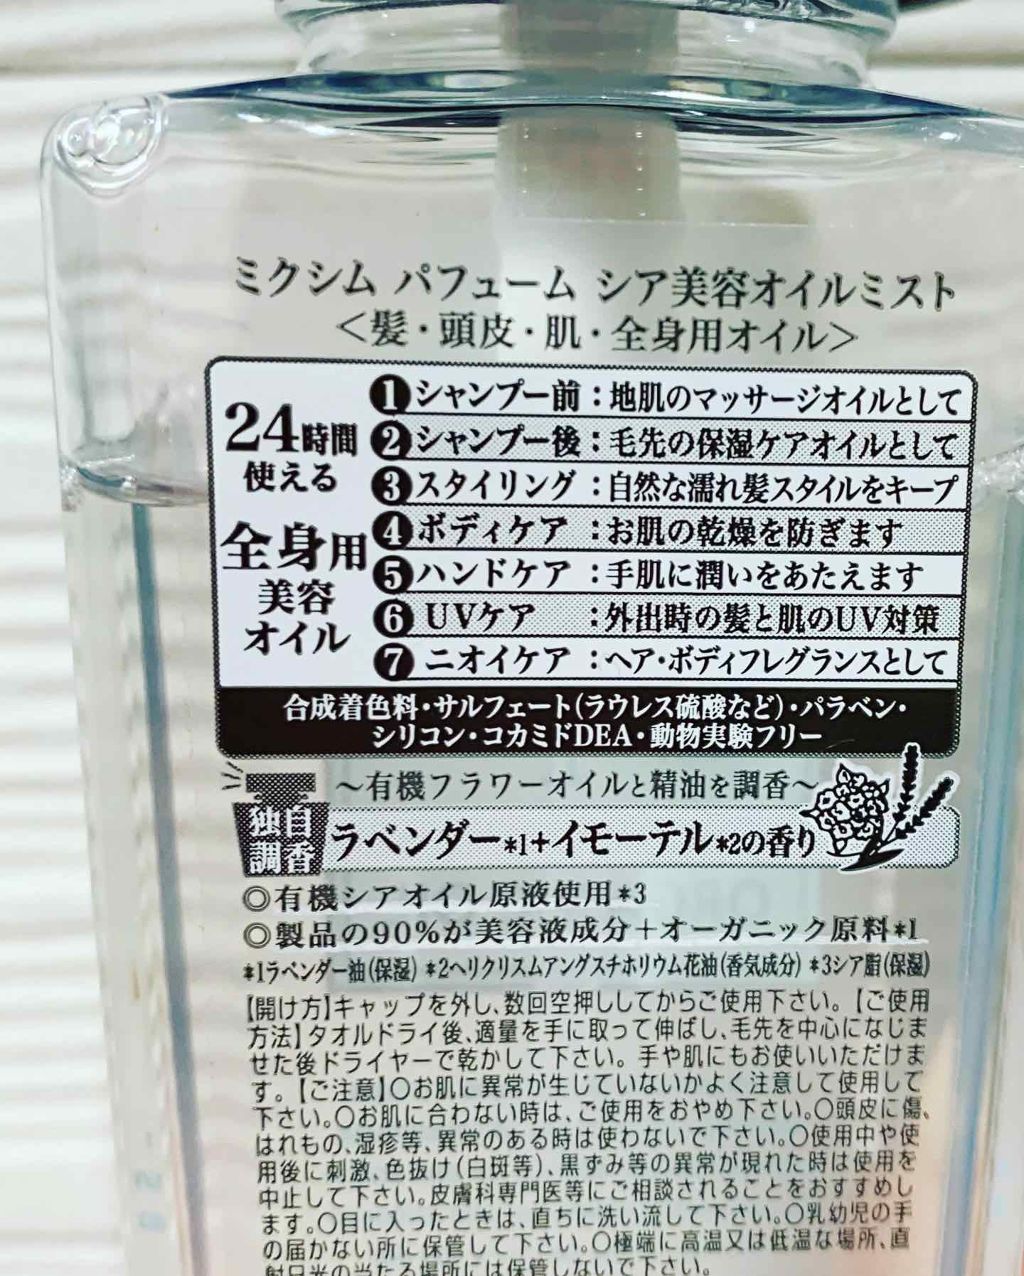 ミクシム パフューム シア美容オイルミスト
＜髪・頭皮・肌・全身用オイル＞
24時間
使える
全身用
美容
オイル
❶シャンプー前：地肌のマッサージオイルとして
❷シャンプー後：毛先の保湿ケアオイルとして
❸スタイリング：自然な濡れ髪スタイルをキープ
❹ボディケア：お肌の乾燥を防ぎます
❺ハンドケア：手肌に潤いをあたえます
❻UVケア：外出時の髪と肌のUV対策
❼ニオイケア：ヘア・ボディフレグランスとして
合成着色料・サルフェート(ラウレス硫酸など)・パラベン・
シリコン・コカミドDEA・動物実験フリー
～有機フラワーオイルと精油を調香～
独自
調香
ラベンダー*1+イモーテル*2の香り
◎有機シアオイル原液使用*3
◎製品の90%が美容液成分＋オーガニック原料*1
*1ラベンダー油(保湿) *2ヘリクリスムアングスチホリウム花油(香気成分) *3シア脂(保湿)
【開け方】キャップを外し、数回空押ししてからご使用下さい。【ご使用
方法】タオルドライ後、適量を手に取って伸ばし、毛先を中心になじま
せた後ドライヤーで乾かして下さい。手や肌にもお使いいただけま
す。【ご注意】○お肌に異常が生じていないかよく注意して使用して
下さい。○お肌に合わない時は、ご使用をおやめ下さい。○頭皮に傷、
はれもの、湿疹等、異常のある時は使わないで下さい。○使用中や使
用後に刺激、色抜け(白斑等)、黒ずみ等の異常が現れた時は使用を
中止して下さい。皮膚科専門医等にご相談されることをおすすめし
ます。○目に入ったときは、直ちに洗い流して下さい。○乳幼児の手
の届かない所に保管して下さい。○極端に高温又は低温な場所、直
射日光の当たる場所には保管しないで下さい。